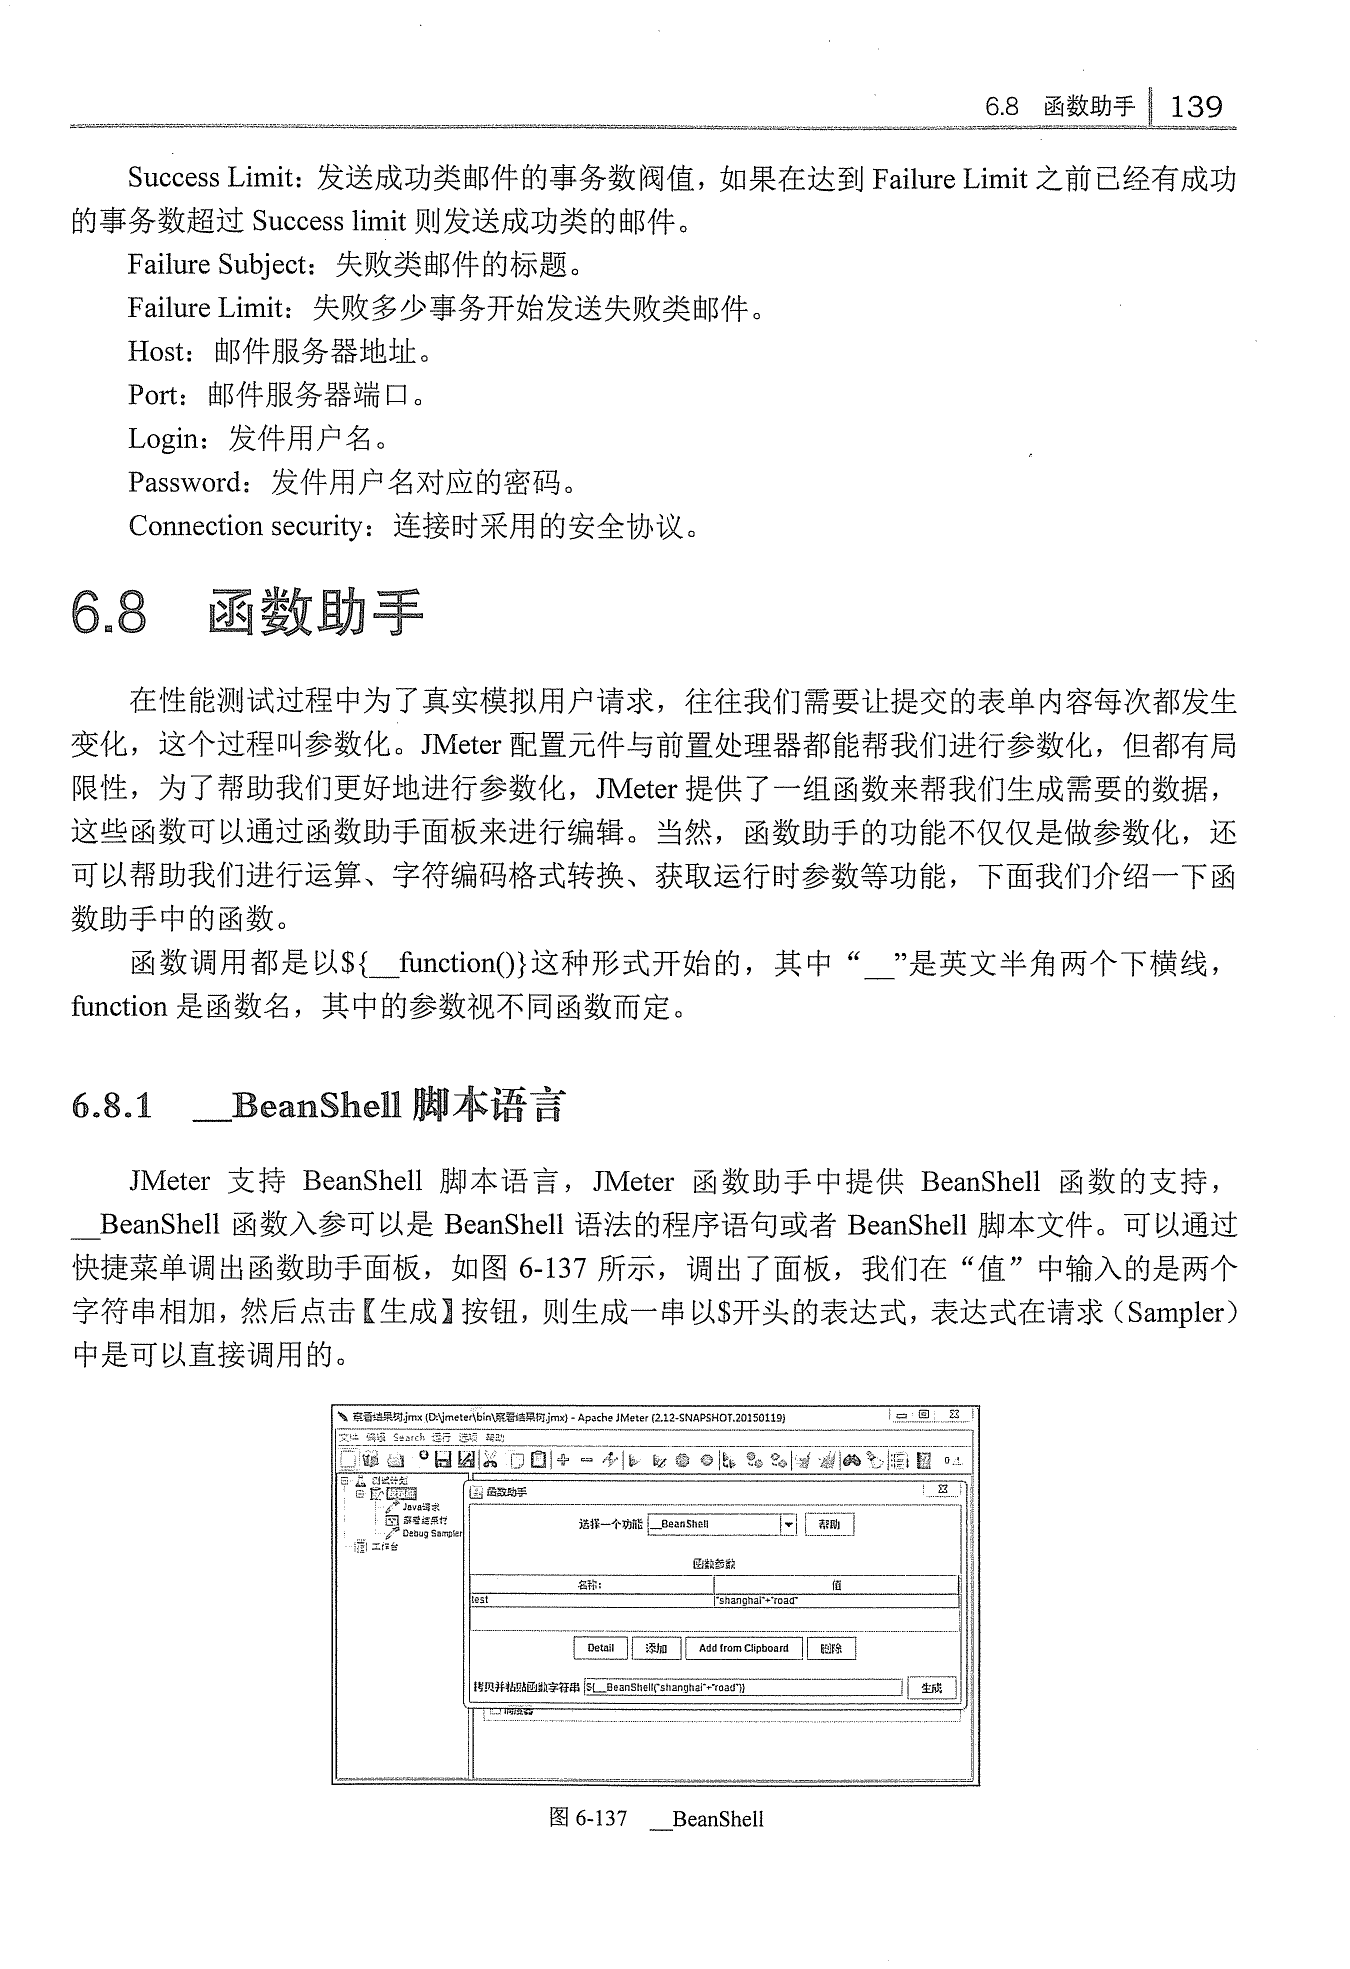 6.8 函数助手 139
Success Limit：发送成功类邮件的事务数阀值，如果在达到 Failure Limit 之前已经有成功
的事务数超过 Success limit 则发送成功类的邮件。
Failure Subject：失败类邮件的标题。
Failure Limit：失败多少事务开始发送失败类邮件。
Host：邮件服务器地址。
Port：邮件服务器端口。
Login：发件用户名。
Password：发件用户名对应的密码。
Connection security：连接时采用的安全协议。
6.8 函数助手
在性能测试过程中为了真实模拟用户请求，往往我们需要让提交的表单内容每次都发生
变化，这个过程叫参数化。JMeter 配置元件与前置处理器都能帮我们进行参数化，但都有局
限性，为了帮助我们更好地进行参数化，JMeter 提供了一组函数来帮我们生成需要的数据，
这些函数可以通过函数助手面板来进行编辑。当然，函数助手的功能不仅仅是做参数化，还
可以帮助我们进行运算、字符编码格式转换、获取运行时参数等功能，下面我们介绍一下函
数助手中的函数。
函数调用都是以${__function()}这种形式开始的，其中“__”是英文半角两个下横线，
function 是函数名，其中的参数视不同函数而定。
6.8.1 __BeanShell 脚本语言
JMeter 支持 BeanShell 脚本语言，JMeter 函数助手中提供 BeanShell 函数的支持，
__BeanShell 函数入参可以是 BeanShell 语法的程序语句或者 BeanShell 脚本文件。可以通过
快捷菜单调出函数助手面板，如图 6-137 所示，调出了面板，我们在“值”中输入的是两个
字符串相加，然后点击【生成】按钮，则生成一串以$开头的表达式，表达式在请求（Sampler）
中是可以直接调用的。
察看结果树.jmx (D:\jmeter\bin\察看结果树.jmx) - Apache JMeter (2.12-SNAPSHOT.20150119)
文件 编辑 Search 运行 选项 帮助
测试计划
线程组
Java请求
察看结果树
Debug Sampler
工作台
函数助手
选择一个功能 __BeanShell 帮助
函数参数
名称： 值
test "shanghai"+"road"
Detail 添加 Add from Clipboard 删除
拷贝并粘贴函数字符串 ${__BeanShell("shanghai"+"road")} 生成
调度器
图 6-137 __BeanShell